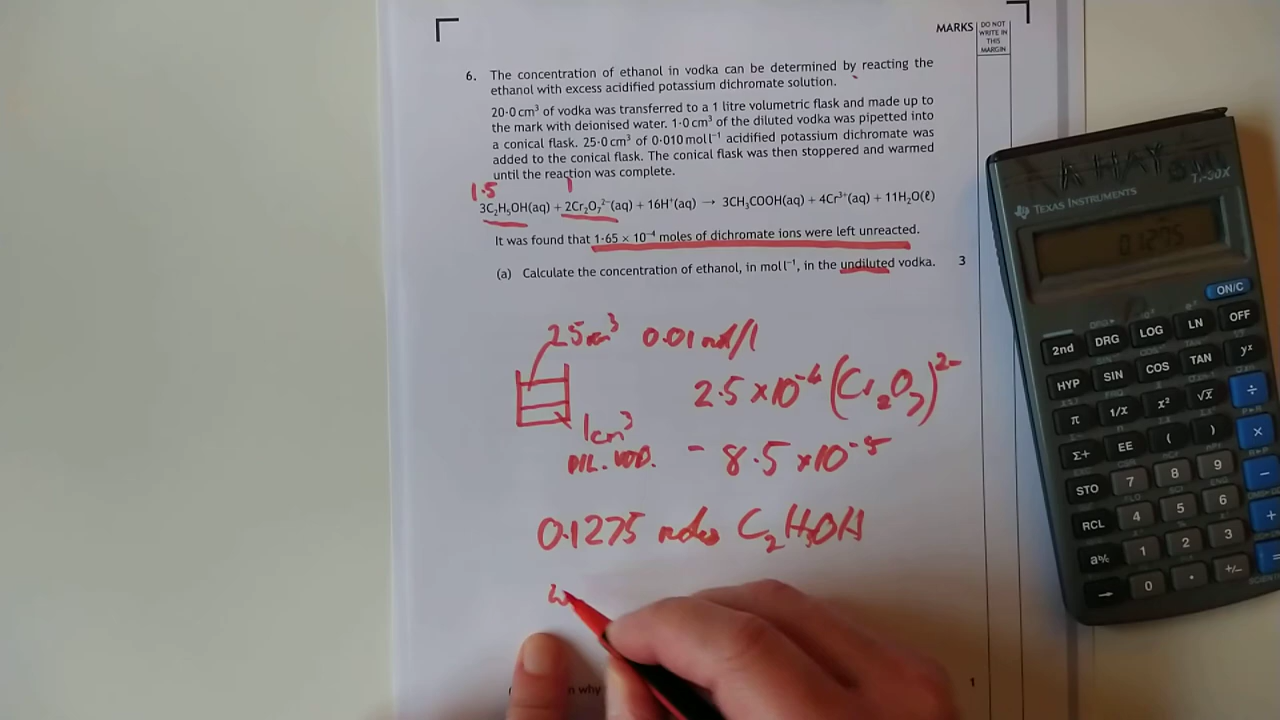 MARKS
DO NOT
WRITE IN
THIS
MARGIN
6. The concentration of ethanol in vodka can be determined by reacting the
ethanol with excess acidified potassium dichromate solution.
20·0 cm³ of vodka was transferred to a 1 litre volumetric flask and made up to
the mark with deionised water. 1·0 cm³ of the diluted vodka was pipetted into
a conical flask. 25·0 cm³ of 0·010 mol l⁻¹ acidified potassium dichromate was
added to the conical flask. The conical flask was then stoppered and warmed
until the reaction was complete.
1.5 1
3C₂H₅OH(aq) + 2Cr₂O₇²⁻(aq) + 16H⁺(aq) → 3CH₃COOH(aq) + 4Cr³⁺(aq) + 11H₂O(ℓ)
It was found that 1·65 × 10⁻⁴ moles of dichromate ions were left unreacted.
(a) Calculate the concentration of ethanol, in mol l⁻¹, in the undiluted vodka. 3
25cm³ 0.01 mol/l
2.5 × 10⁻⁴ (Cr₂O₇)²⁻
1cm³
DIL. VOD. - 8.5 × 10⁻⁵
0.1275 moles C₂H₅OH
n why
1
A HAY
TEXAS INSTRUMENTS
0.1275
ON/C
2nd DRG LOG LN OFF
HYP SIN COS TAN yˣ
π 1/x x² √x ÷
Σ+ EE ( ) ×
STO 7 8 9 −
RCL 4 5 6 +
aᵇ/c 1 2 3 =
→ 0 . +/−